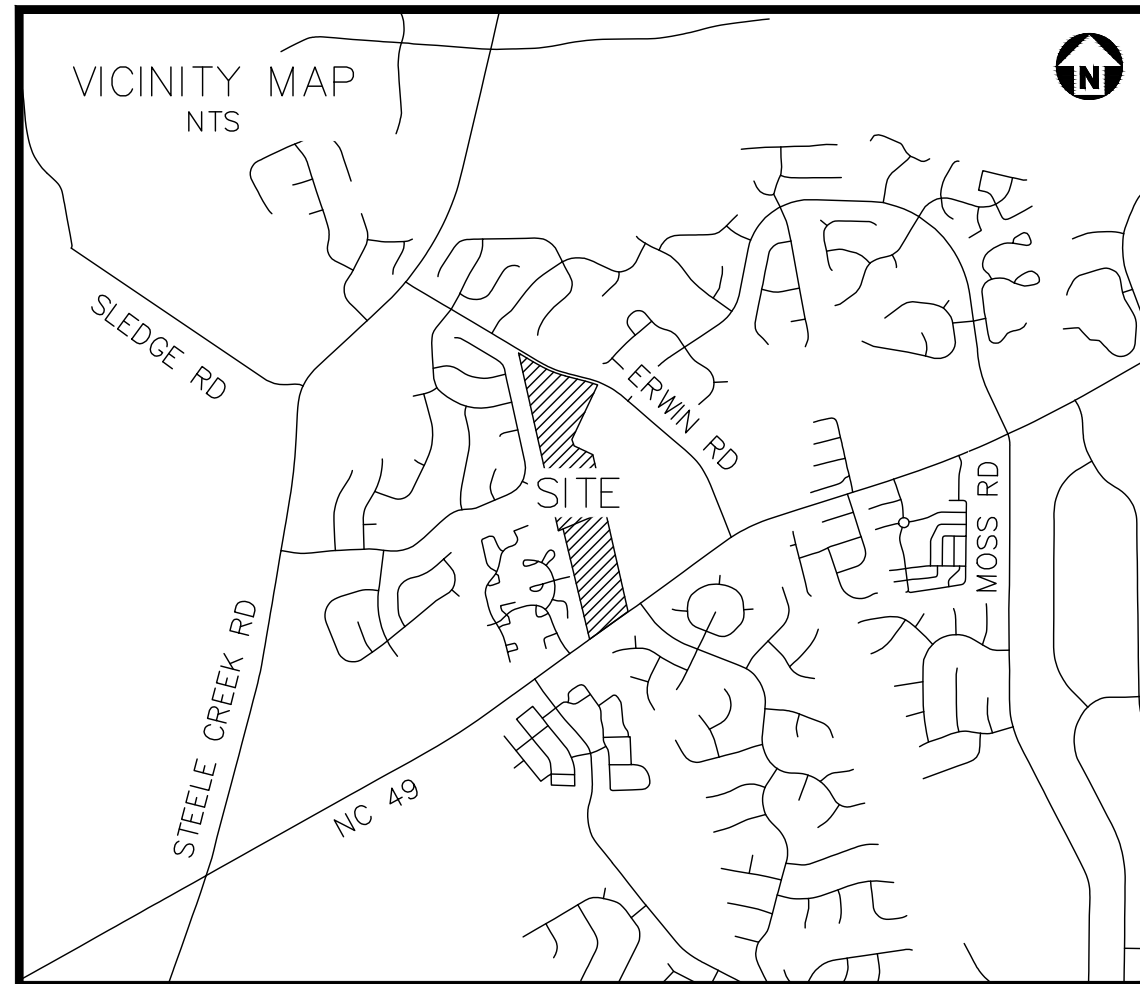 VICINITY MAP
NTS
N
SLEDGE RD
ERWIN RD
SITE
MOSS RD
STEELE CREEK RD
NC 49